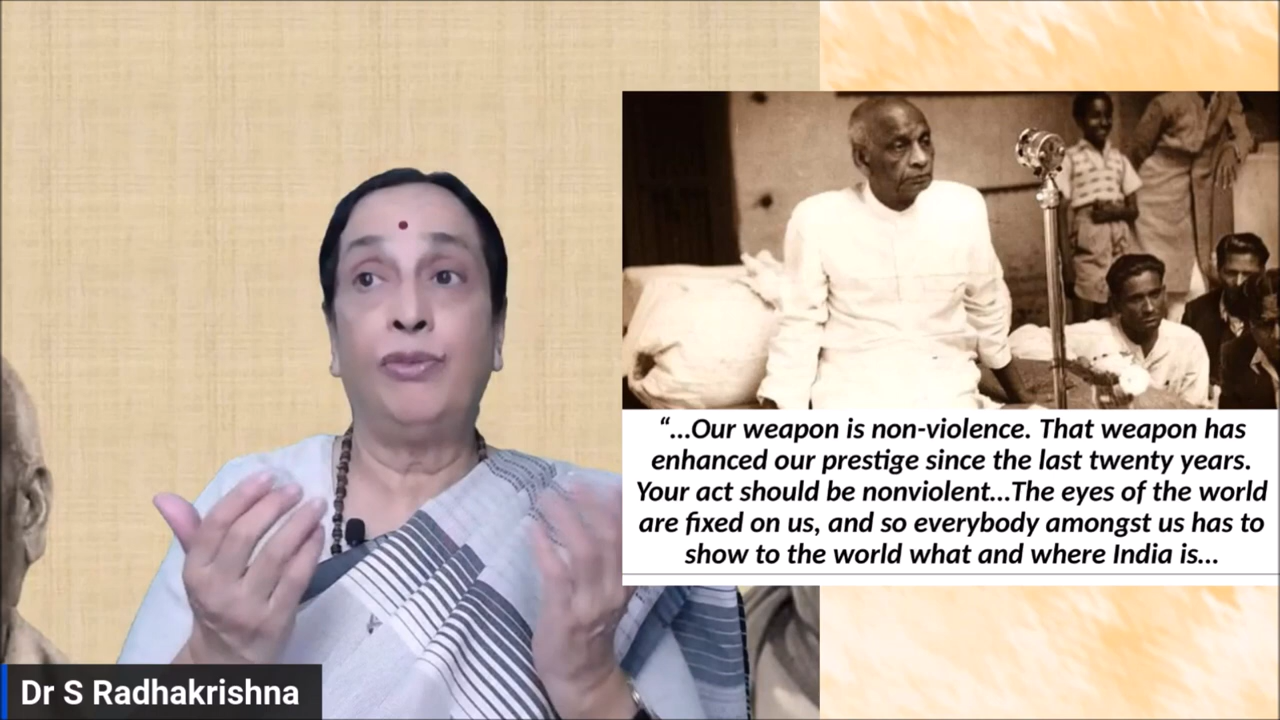 “...Our weapon is non-violence. That weapon has
enhanced our prestige since the last twenty years.
Your act should be nonviolent...The eyes of the world
are fixed on us, and so everybody amongst us has to
show to the world what and where India is...
Dr S Radhakrishna